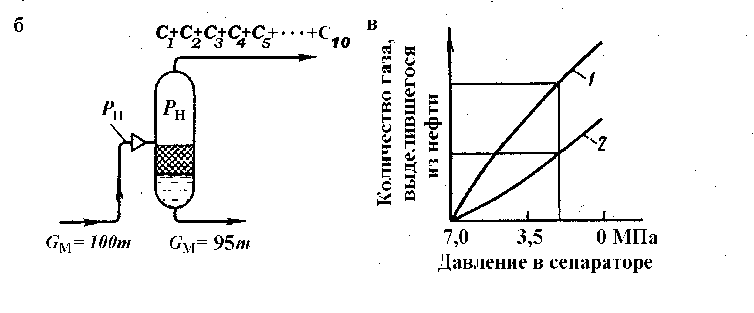 б
C1+C2+C3+C4+C5+···+C10
PП
PН
GМ= 100т
GМ= 95т
в
Количество газа,
выделившегося
из нефти
1
2
7,0 3,5 0 МПа
Давление в сепараторе